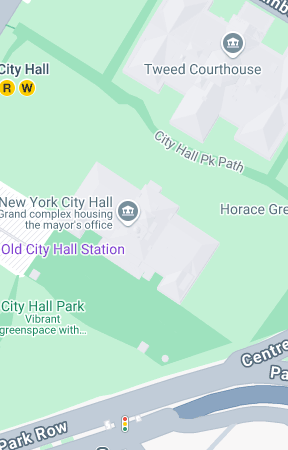 Tweed Courthouse
City Hall
R W
City Hall Pk Path
New York City Hall
Grand complex housing
the mayor's office
Horace Gre
Old City Hall Station
City Hall Park
Vibrant
greenspace with...
Centre
Pa
Park Row